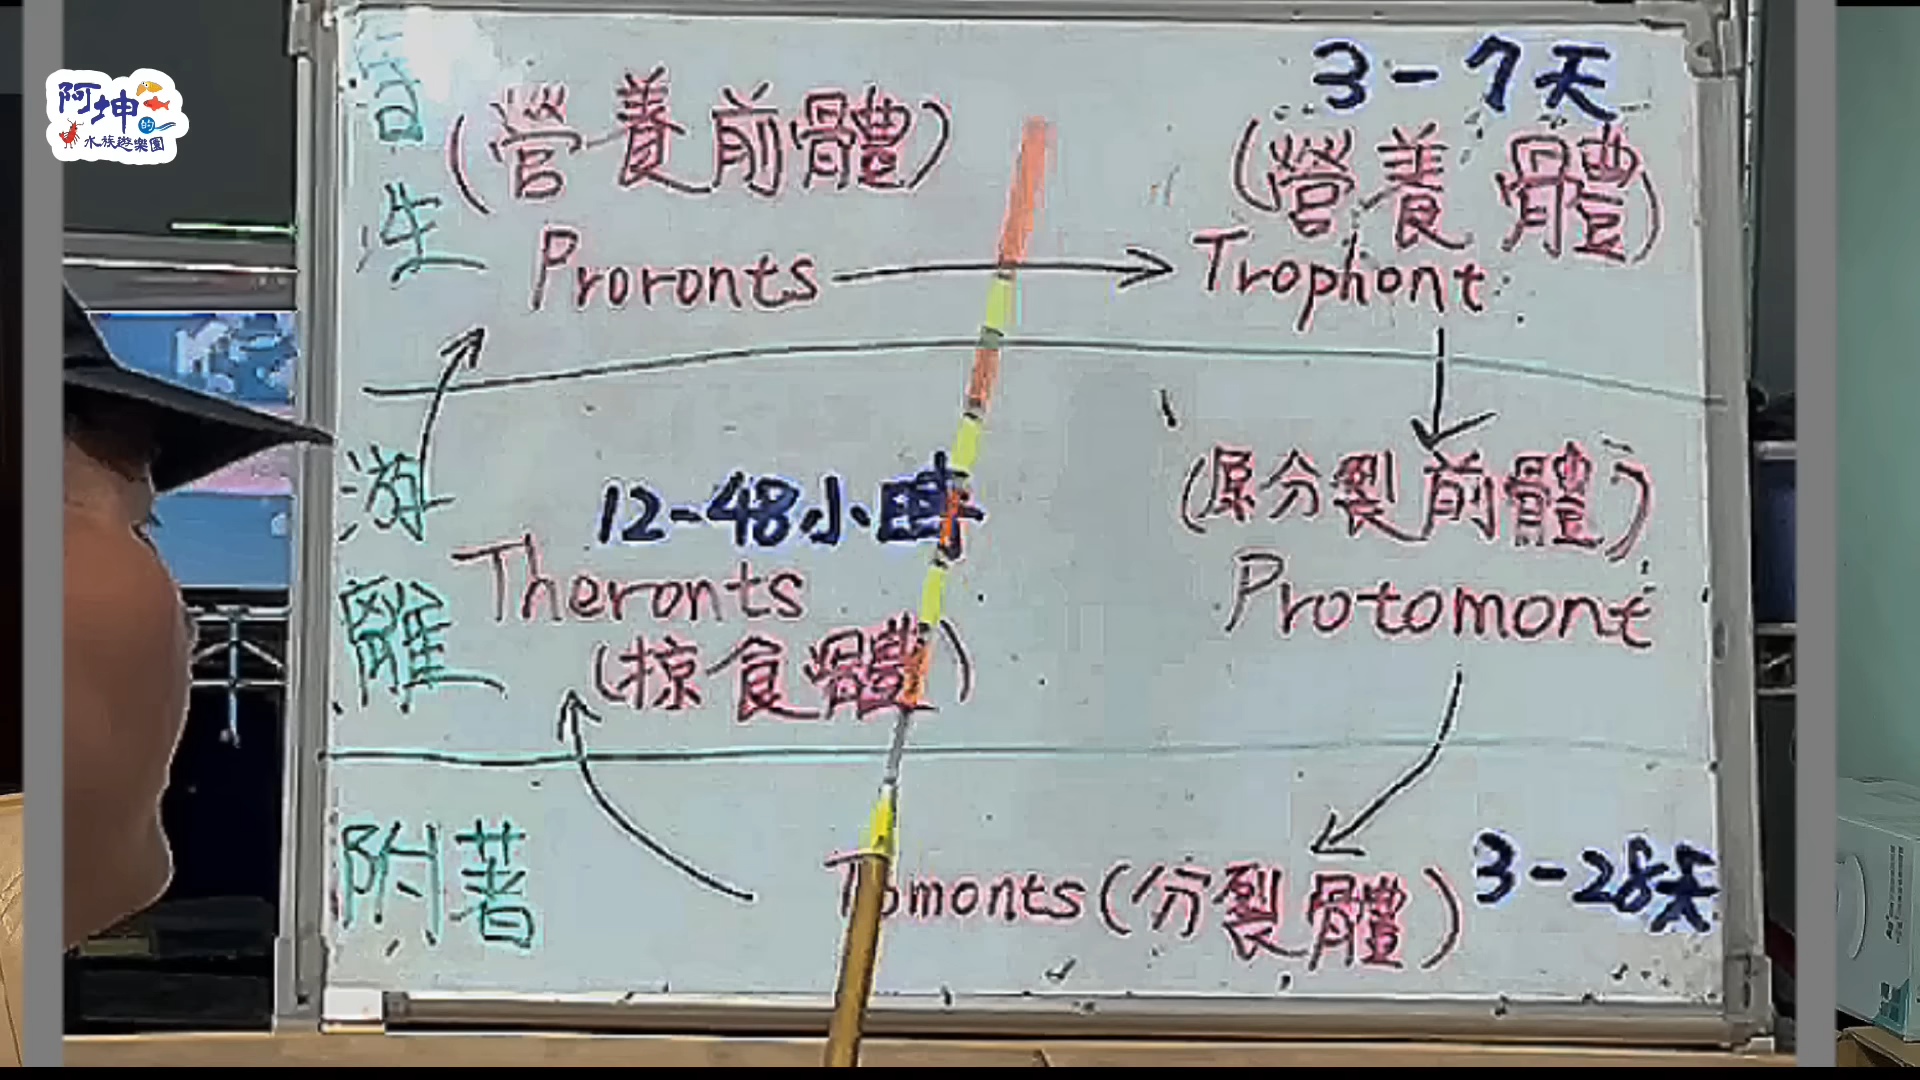 阿坤的
水族遊樂園
寄生
3-7天
(營養前體)
(營養體)
Proronts
Trophont
游離
12-48小時
(原分裂前體)
Theronts
Protomont
(掠食體)
附著
Tomonts(分裂體)
3-28天